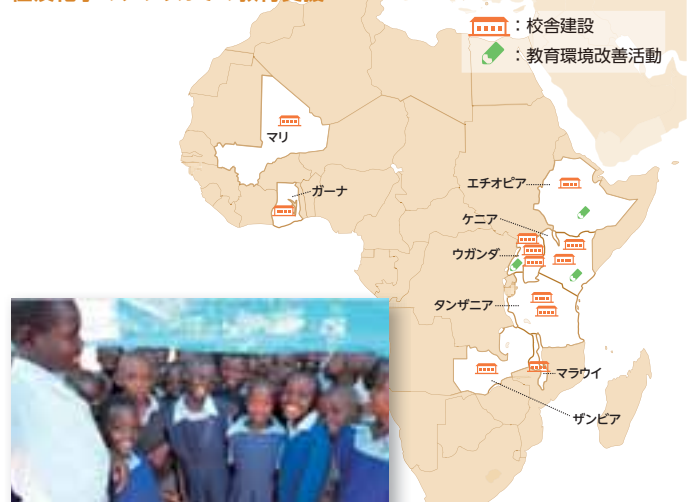 ：校舎建設
：教育環境改善活動
マリ
ガーナ
エチオピア
ケニア
ウガンダ
タンザニア
マラウイ
ザンビア